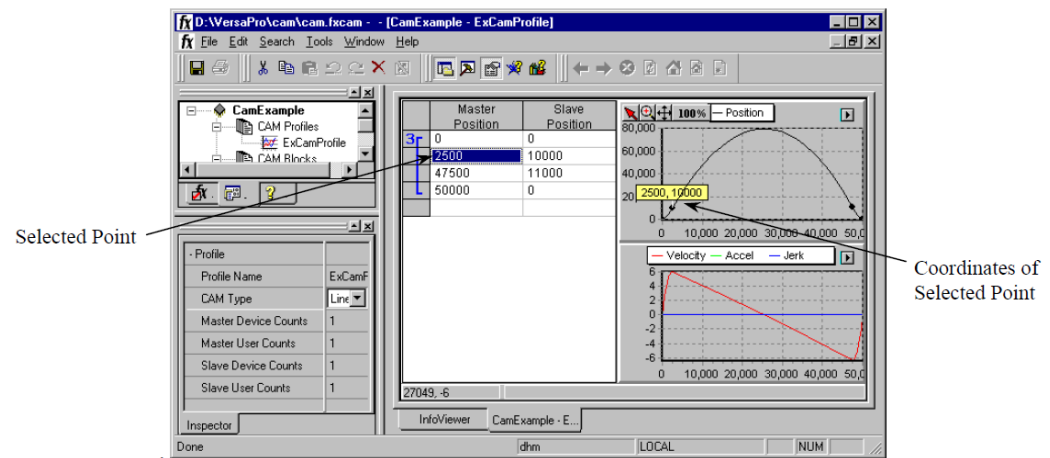 fx D:\VersaPro\cam\cam.fxcam - - [CamExample - ExCamProfile]
fx File Edit Search Tools Window Help
CamExample
CAM Profiles
ExCamProfile
CAM Blocks
fx . . ?
- Profile
Profile Name ExCamF
CAM Type Line
Master Device Counts 1
Master User Counts 1
Slave Device Counts 1
Slave User Counts 1
Inspector
Master Position Slave Position
3 0 0
2500 10000
47500 11000
50000 0
27049, -6
100% Position
80,000
60,000
40,000
20
0
2500, 10000
0 10,000 20,000 30,000 40,000 50,0
Velocity Accel Jerk
6
4
2
0
-2
-4
-6
0 10,000 20,000 30,000 40,000 50,0
InfoViewer CamExample - E...
Done dhm LOCAL NUM
Selected Point
Coordinates of
Selected Point